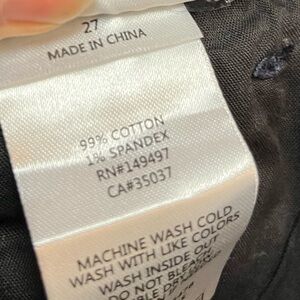 27
MADE IN CHINA
99% COTTON
1% SPANDEX
RN#149497
CA#35037
MACHINE WASH COLD
WASH WITH LIKE COLORS
WASH INSIDE OUT
DO NOT BLEACH